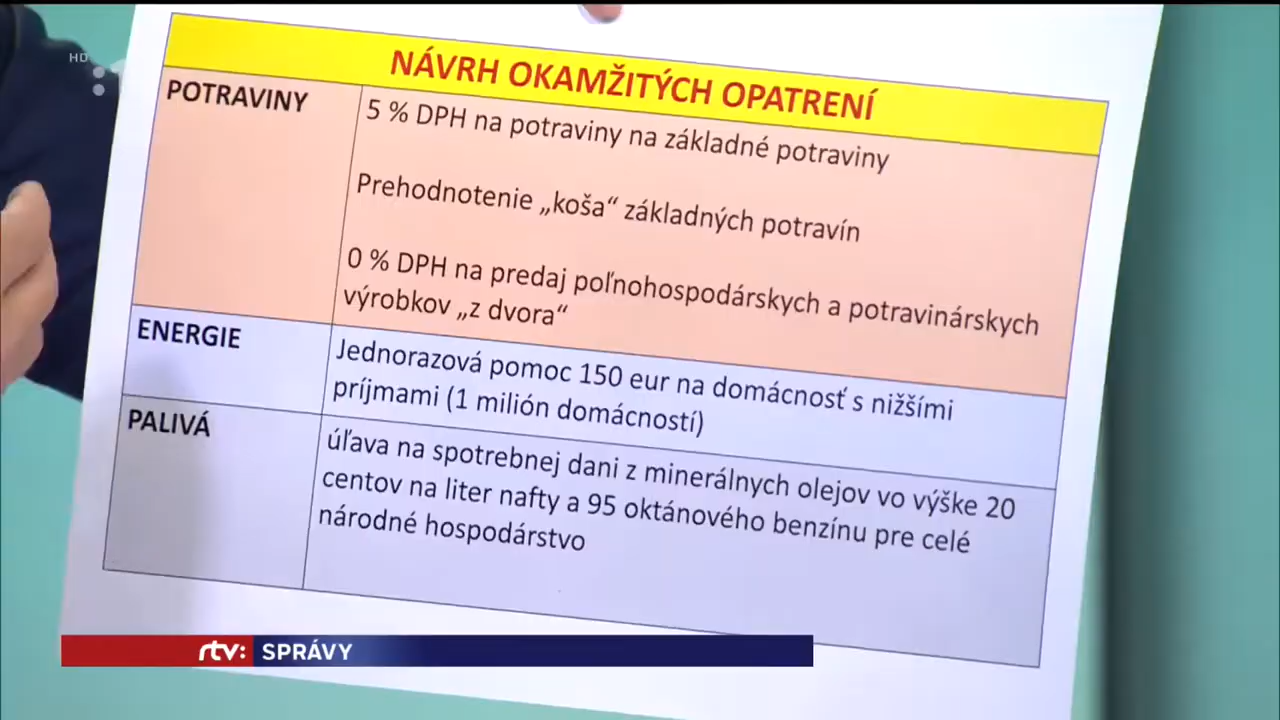 HD
NÁVRH OKAMŽITÝCH OPATRENÍ
POTRAVINY
5 % DPH na potraviny na základné potraviny
Prehodnotenie „koša“ základných potravín
0 % DPH na predaj poľnohospodárskych a potravinárskych
výrobkov „z dvora“
ENERGIE
Jednorazová pomoc 150 eur na domácnosť s nižšími
príjmami (1 milión domácností)
PALIVÁ
úľava na spotrebnej dani z minerálnych olejov vo výške 20
centov na liter nafty a 95 oktánového benzínu pre celé
národné hospodárstvo
rtv: SPRÁVY